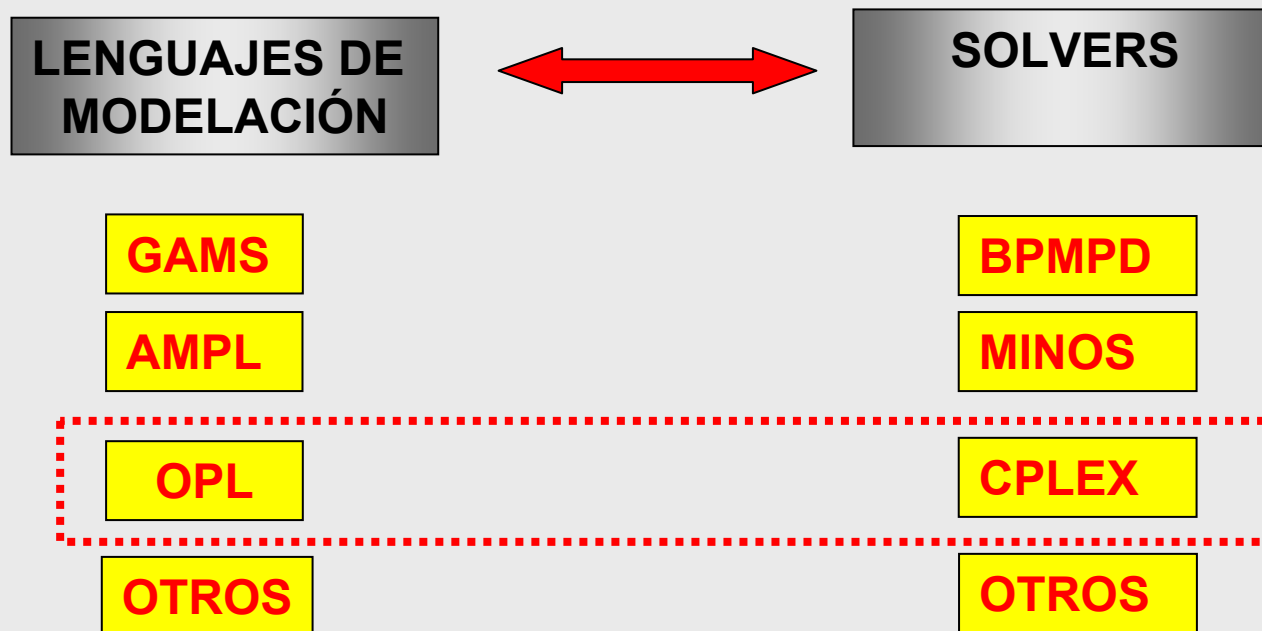 LENGUAJES DE
MODELACIÓN
SOLVERS
GAMS
BPMPD
AMPL
MINOS
OPL
CPLEX
OTROS
OTROS